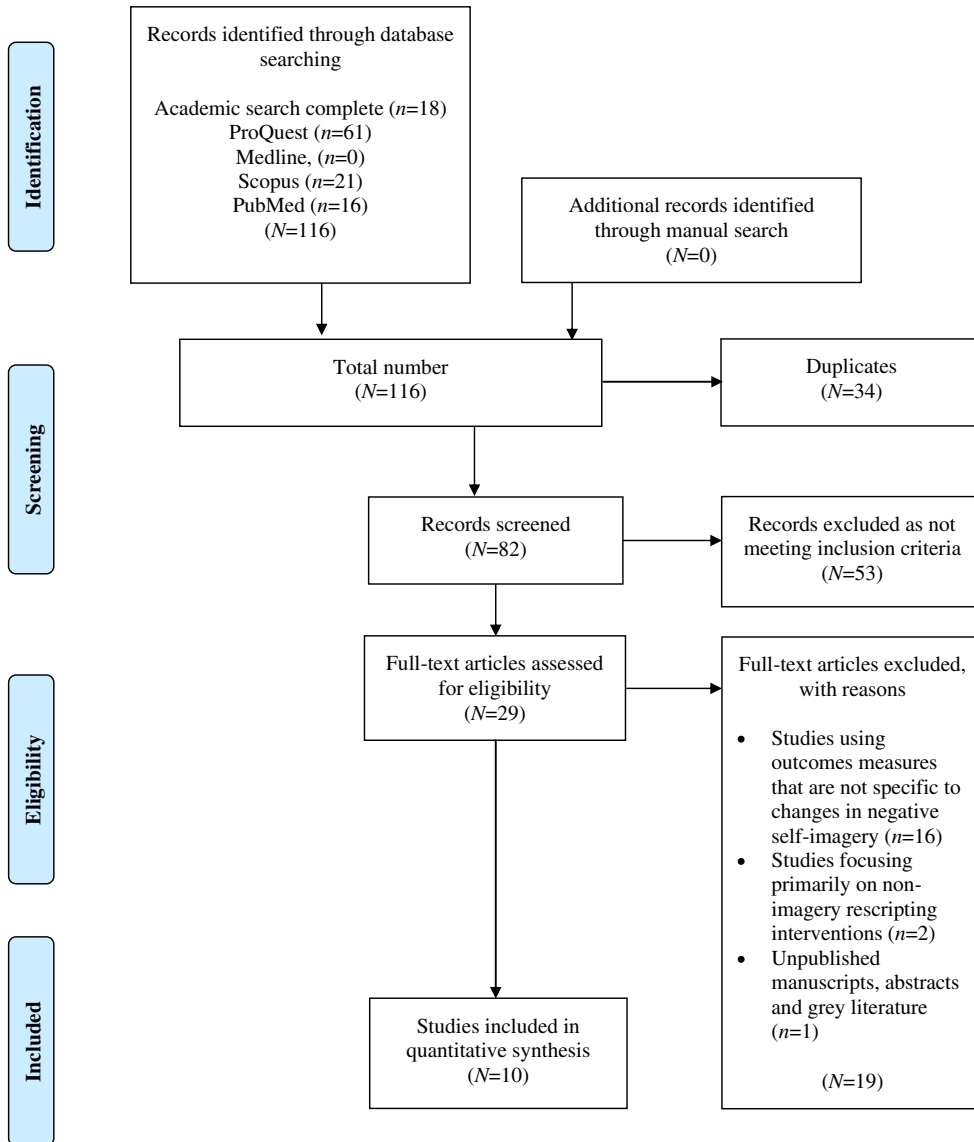 Identification
Records identified through database
searching
Academic search complete (n=18)
ProQuest (n=61)
Medline, (n=0)
Scopus (n=21)
PubMed (n=16)
(N=116)
Additional records identified
through manual search
(N=0)
Screening
Total number
(N=116)
Duplicates
(N=34)
Records screened
(N=82)
Records excluded as not
meeting inclusion criteria
(N=53)
Eligibility
Full-text articles assessed
for eligibility
(N=29)
Full-text articles excluded,
with reasons
• Studies using
outcomes measures
that are not specific to
changes in negative
self-imagery (n=16)
• Studies focusing
primarily on non-
imagery rescripting
interventions (n=2)
• Unpublished
manuscripts, abstracts
and grey literature
(n=1)
(N=19)
Included
Studies included in
quantitative synthesis
(N=10)